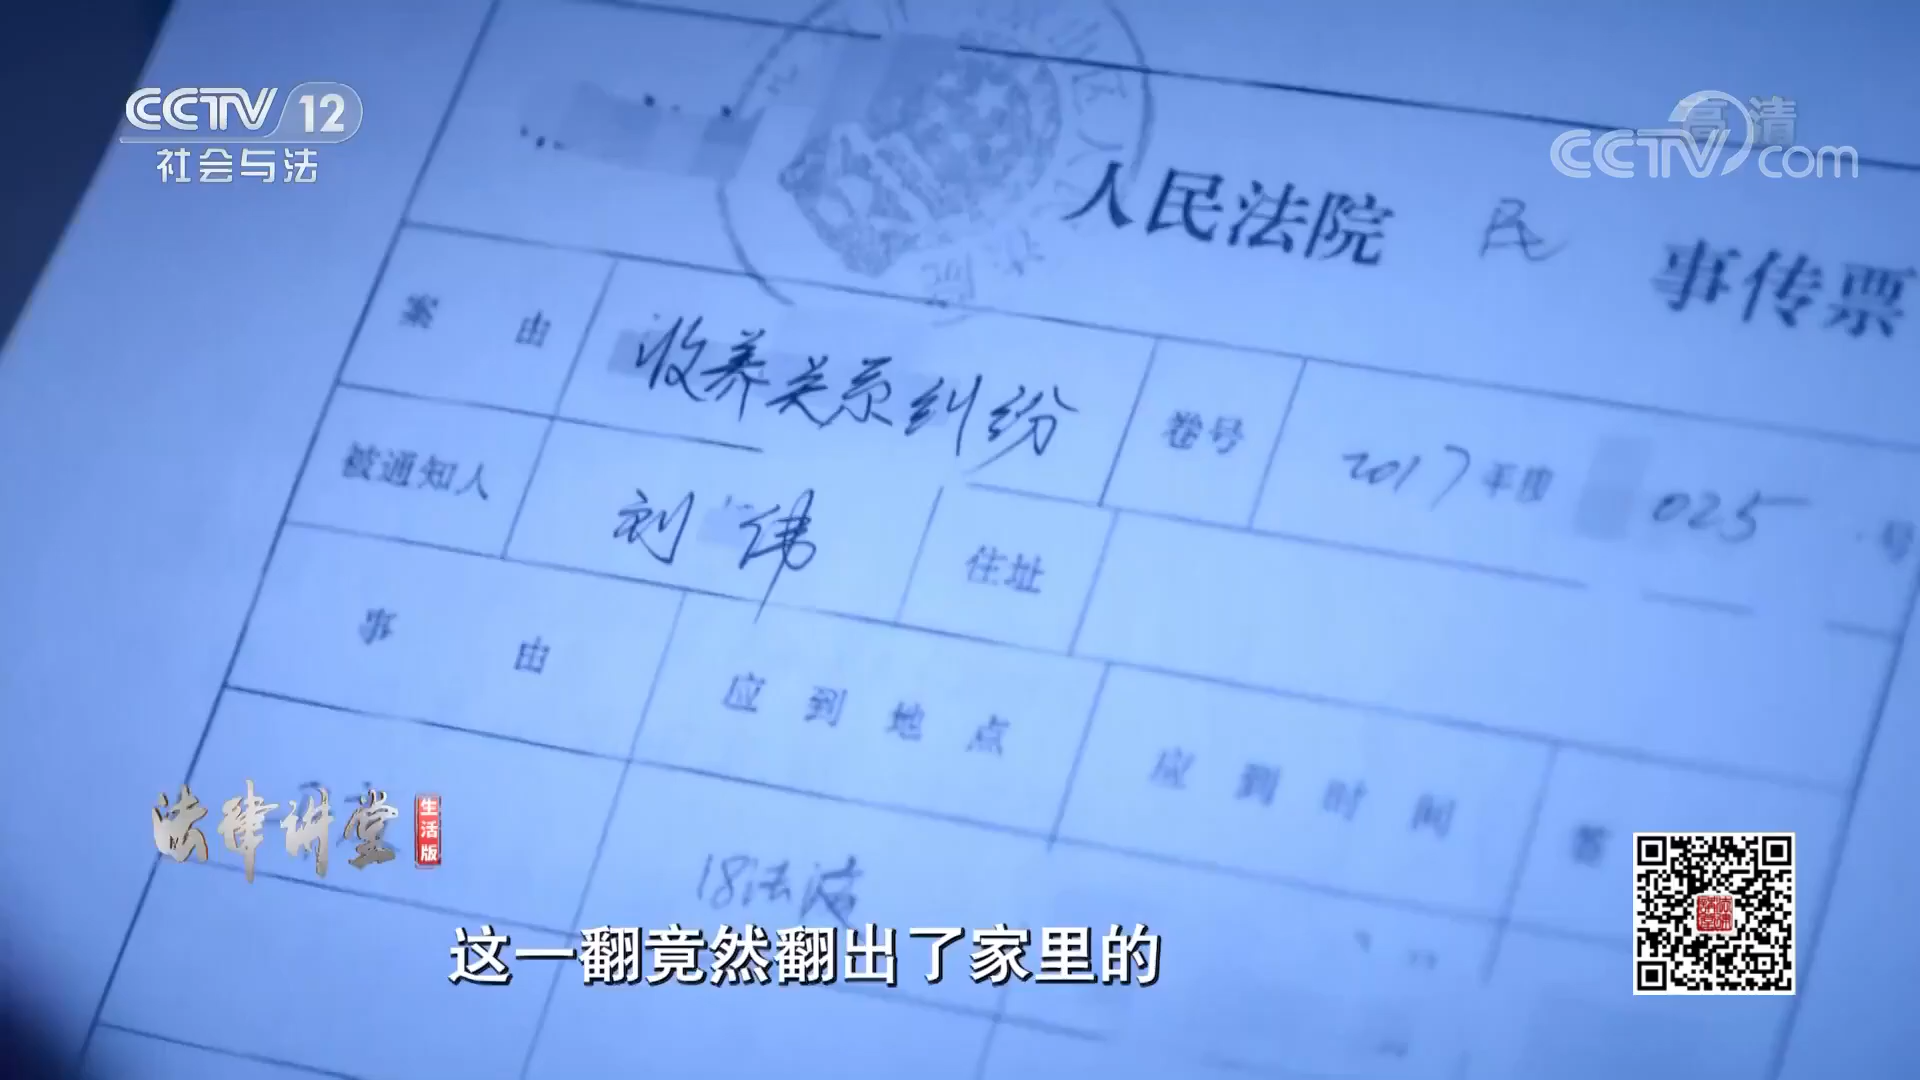 CCTV 12
社会与法
高清
CCTV.com
人民法院 民 事传票
案 由 收养关系纠纷 卷号 2017年度 025 号
被通知人 刘 伟 住址
事 由 应 到 地 点 应 到 时 间
18法
法律讲堂 生活版
这一翻竟然翻出了家里的